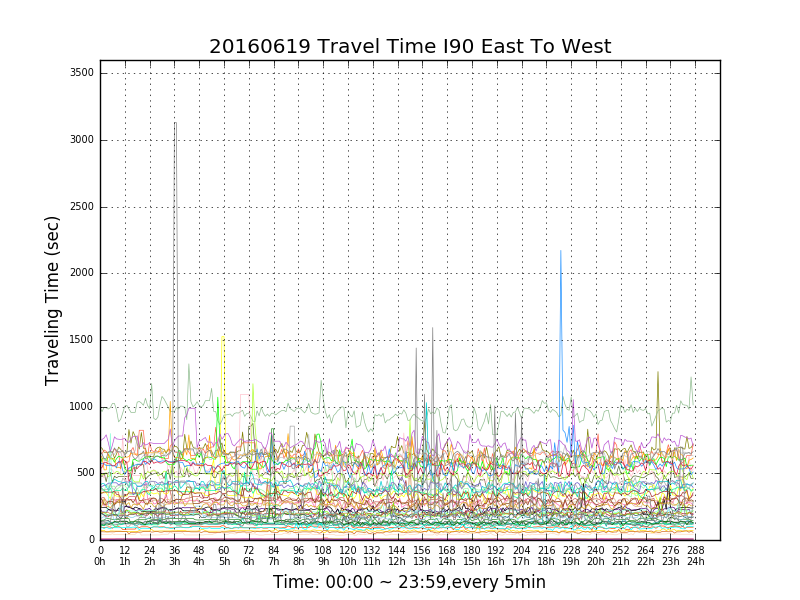 20160619 Travel Time I90 East To West
3500
3000
2500
2000
1500
1000
500
0
Traveling Time (sec)
0 12 24 36 48 60 72 84 96 108 120 132 144 156 168 180 192 204 216 228 240 252 264 276 288
0h 1h 2h 3h 4h 5h 6h 7h 8h 9h 10h 11h 12h 13h 14h 15h 16h 17h 18h 19h 20h 21h 22h 23h 24h
Time: 00:00 ~ 23:59,every 5min